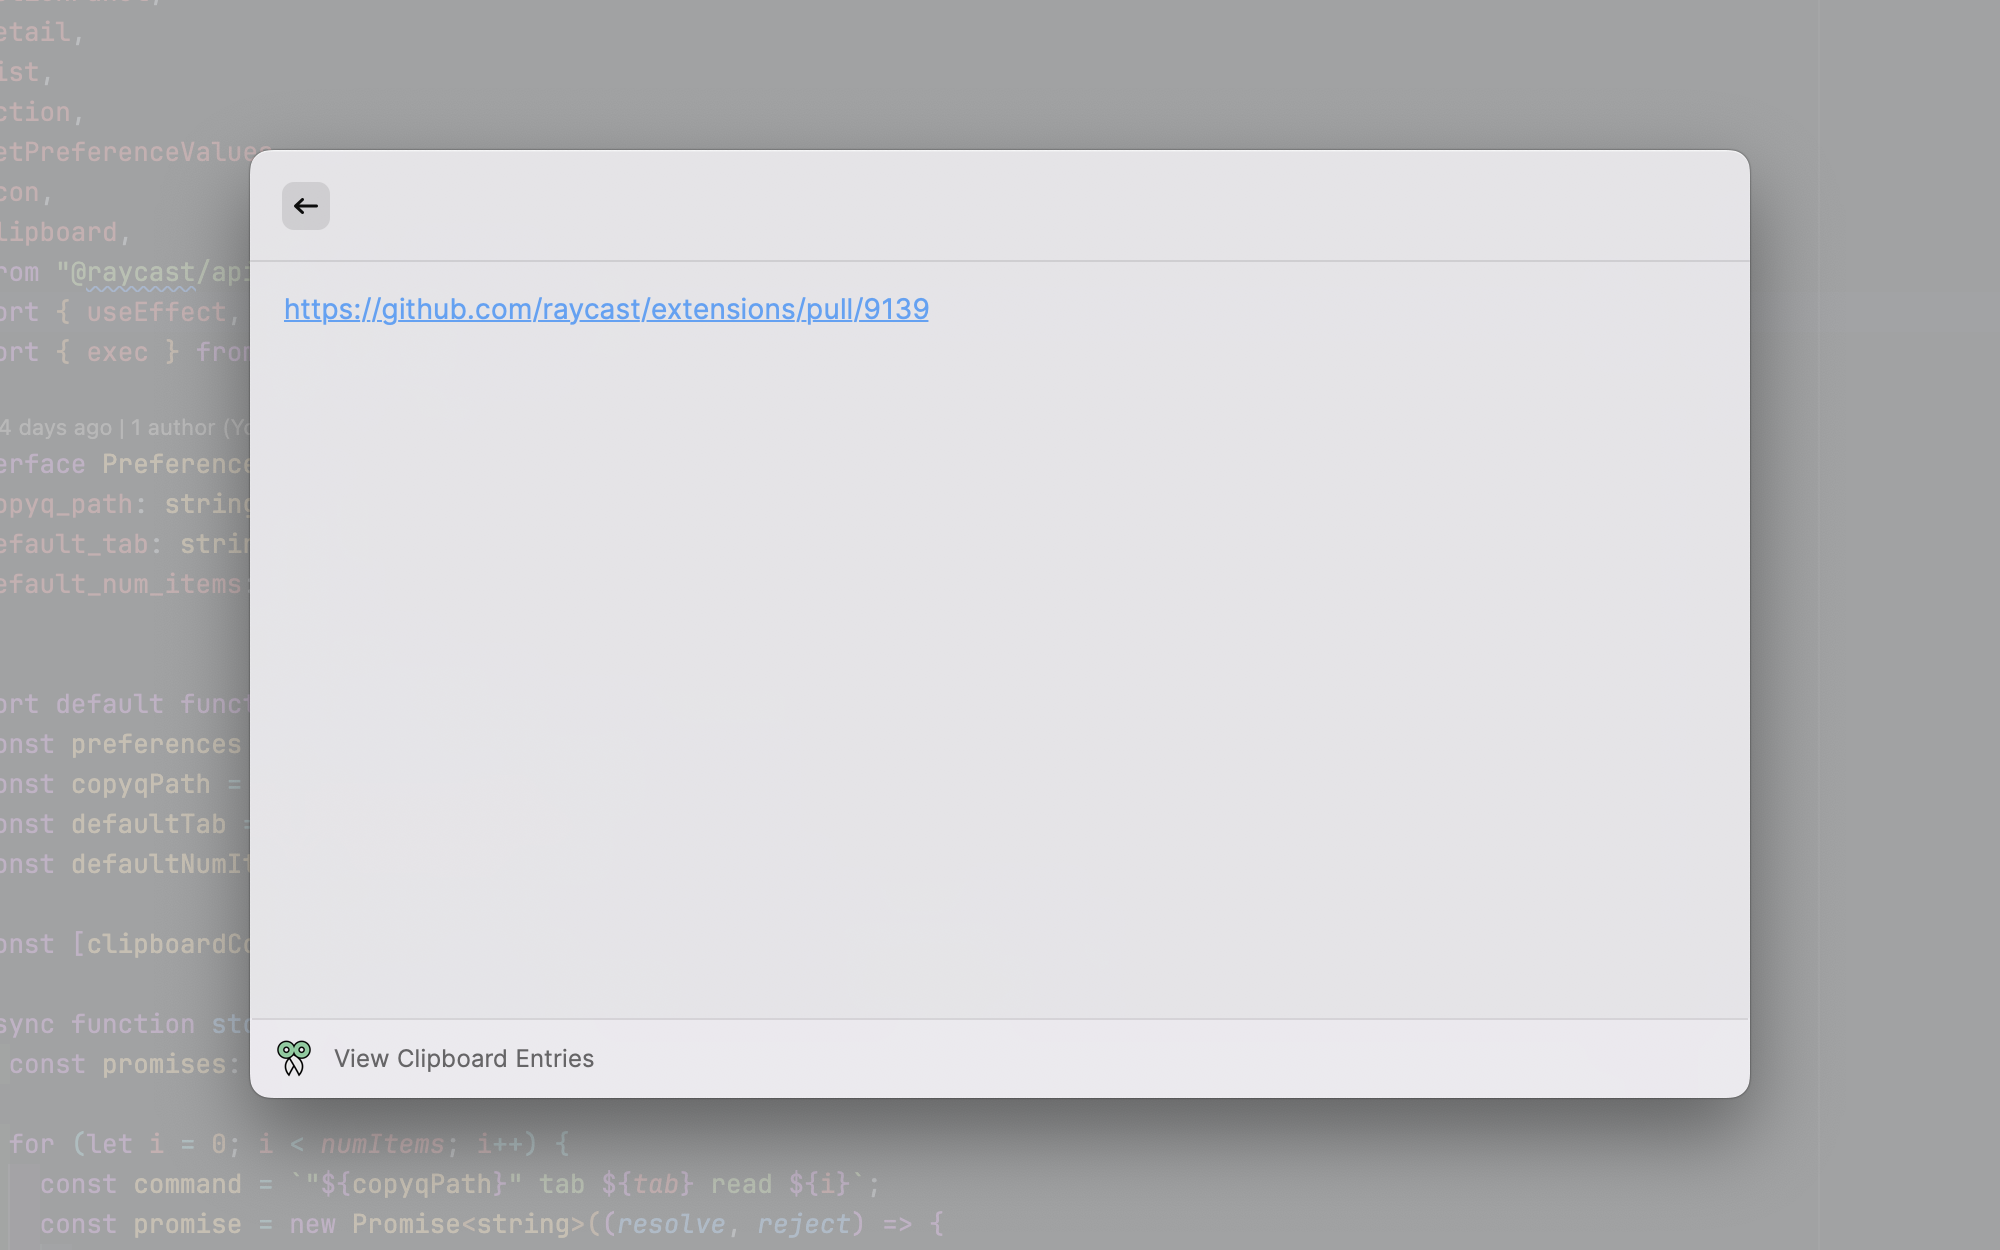 etail,
ist,
ction,
etPreferenceValues
con,
lipboard,
rom "@raycast/api
ort { useEffect,
ort { exec } from
https://github.com/raycast/extensions/pull/9139
4 days ago | 1 author (Yo
erface Preference
opyq_path: string
efault_tab: strin
efault_num_items:
ort default funct
onst preferences
onst copyqPath =
onst defaultTab =
onst defaultNumIt
onst [clipboardCo
sync function sto
const promises:
View Clipboard Entries
for (let i = 0; i < numItems; i++) {
const command = `"${copyqPath}" tab ${tab} read ${i}`;
const promise = new Promise<string>((resolve, reject) => {